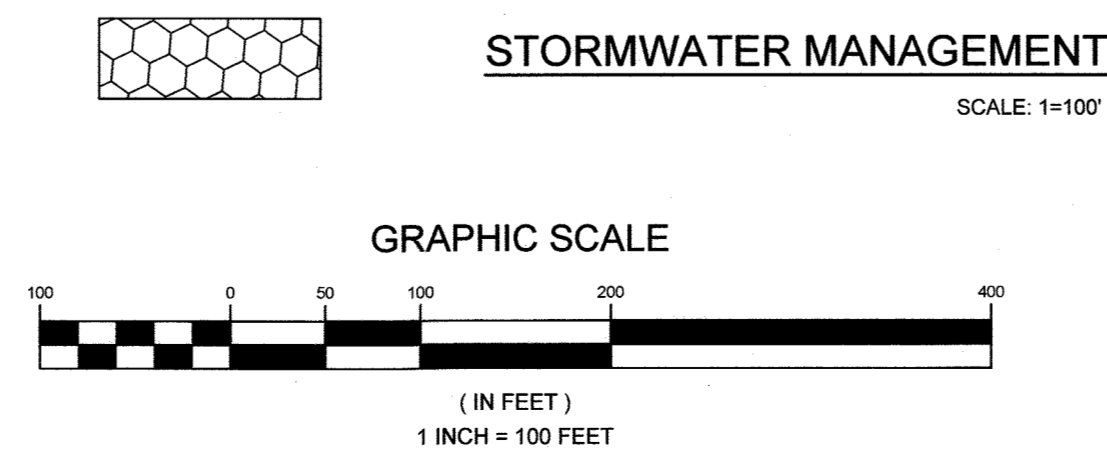 STORMWATER MANAGEMENT
SCALE: 1=100'
GRAPHIC SCALE
100 0 50 100 200 400
( IN FEET )
1 INCH = 100 FEET